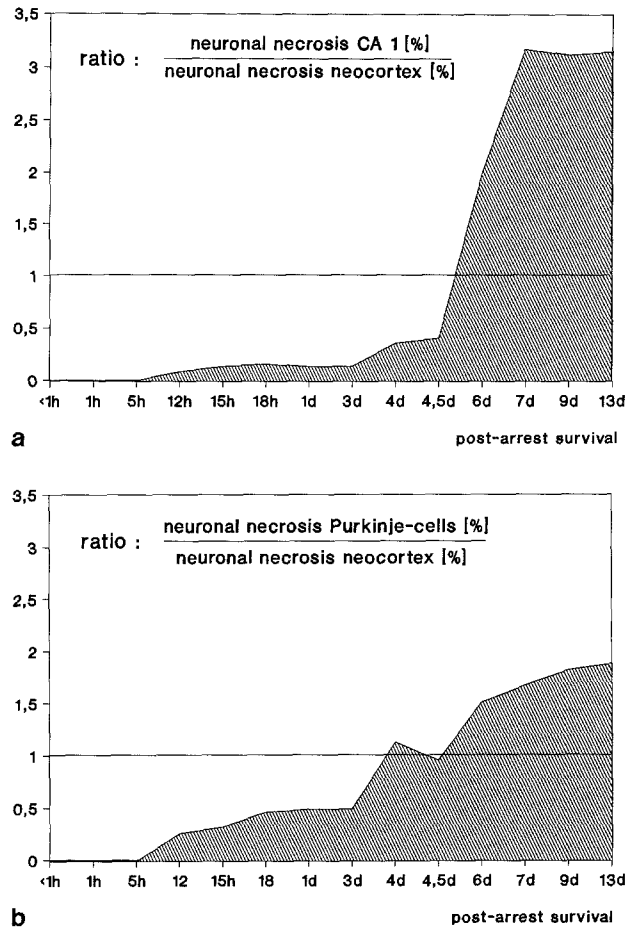 3,5
neuronal necrosis CA 1 [%]
ratio :
neuronal necrosis neocortex [%]
3
2,5
2
1,5
1
0,5
0
<1h 1h 5h 12h 15h 18h 1d 3d 4d 4,5d 6d 7d 9d 13d
a
post-arrest survival
3,5
neuronal necrosis Purkinje-cells [%]
ratio :
neuronal necrosis neocortex [%]
3
2,5
2
1,5
1
0,5
0
<1h 1h 5h 12 15h 18 1d 3d 4d 4,5d 6d 7d 9d 13d
b
post-arrest survival